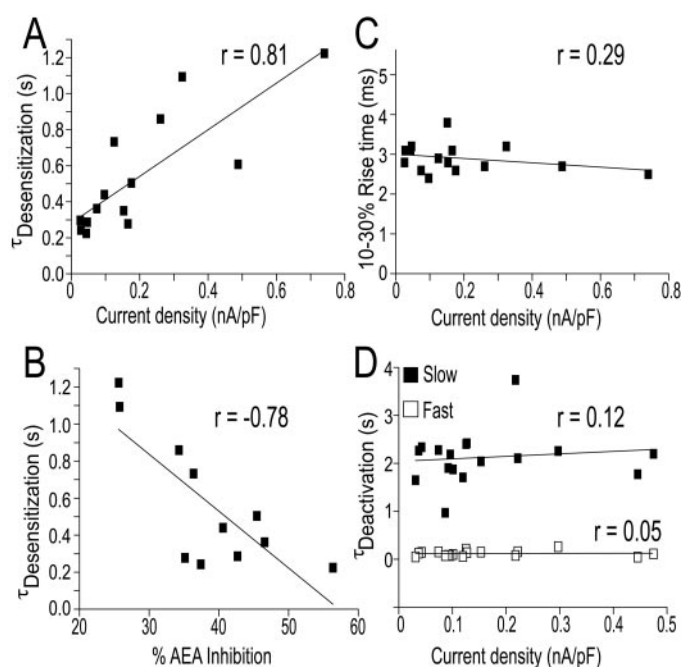 A
r = 0.81
τDesensitization (s)
1.2
1.0
0.8
0.6
0.4
0.2
0.0
0 0.2 0.4 0.6 0.8
Current density (nA/pF)
C
r = 0.29
10-30% Rise time (ms)
5
4
3
2
1
0
0 0.2 0.4 0.6 0.8
Current density (nA/pF)
B
r = -0.78
τDesensitization (s)
1.2
1.0
0.8
0.6
0.4
0.2
0.0
20 30 40 50 60
% AEA Inhibition
D
Slow
Fast
r = 0.12
r = 0.05
τDeactivation (s)
4
3
2
1
0
0 0.1 0.2 0.3 0.4 0.5
Current density (nA/pF)